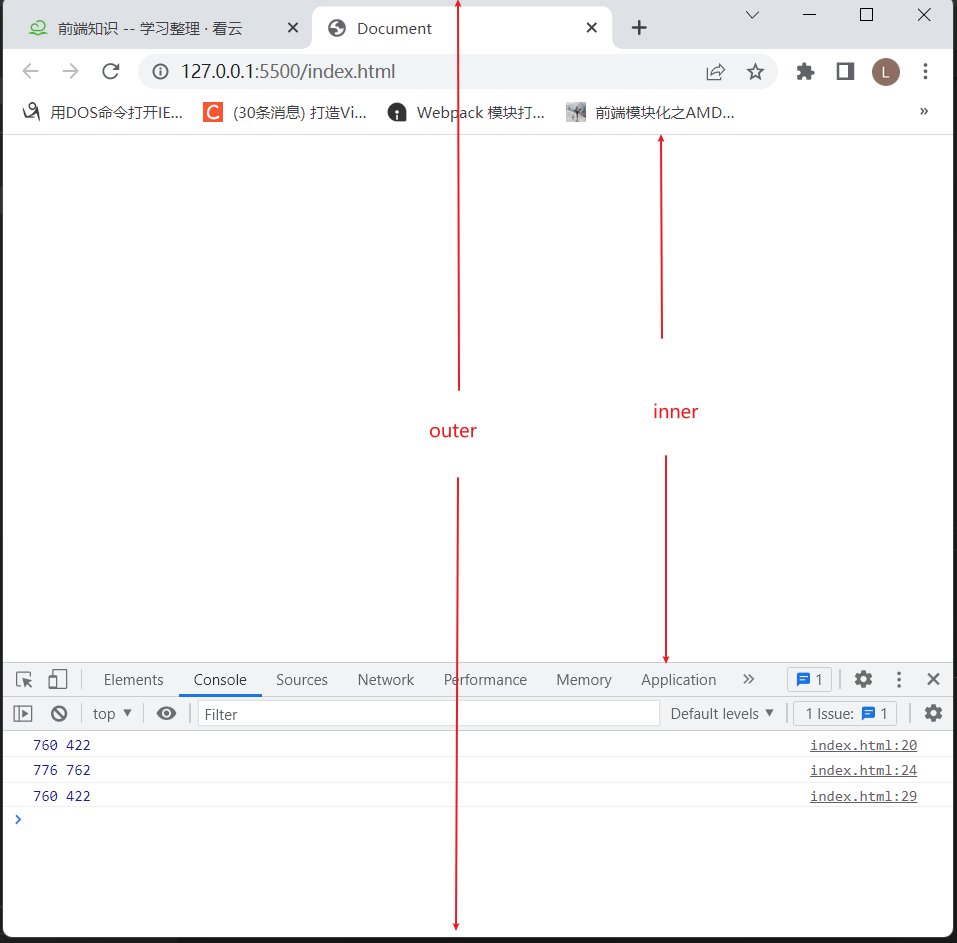 前端知识 -- 学习整理 · 看云
Document
127.0.0.1:5500/index.html
L
用DOS命令打开IE...
C (30条消息) 打造Vi...
Webpack 模块打...
前端模块化之AMD...
»
inner
outer
Elements Console Sources Network Performance Memory Application » 1
top Filter Default levels 1 Issue: 1
760 422 index.html:20
776 762 index.html:24
760 422 index.html:29